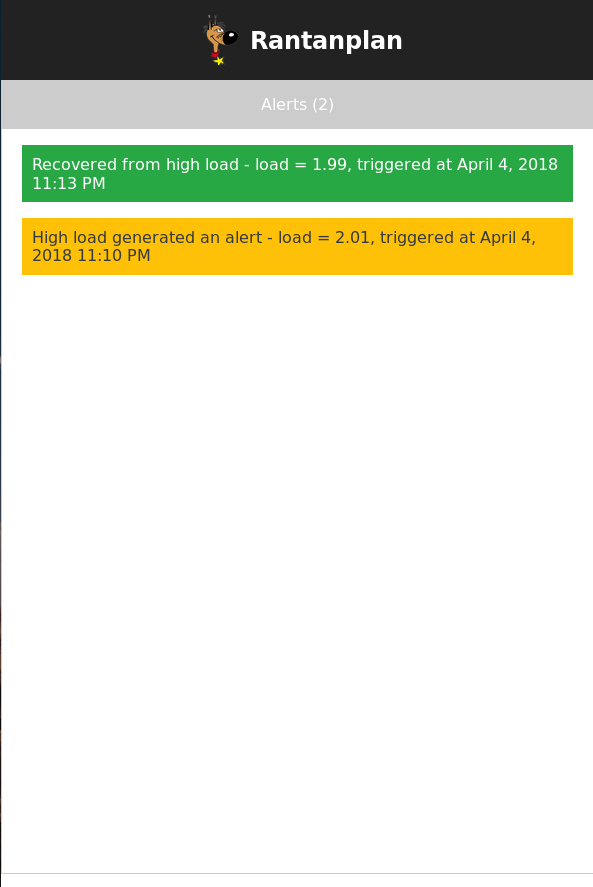 Rantanplan
Alerts (2)
Recovered from high load - load = 1.99, triggered at April 4, 2018
11:13 PM
High load generated an alert - load = 2.01, triggered at April 4,
2018 11:10 PM